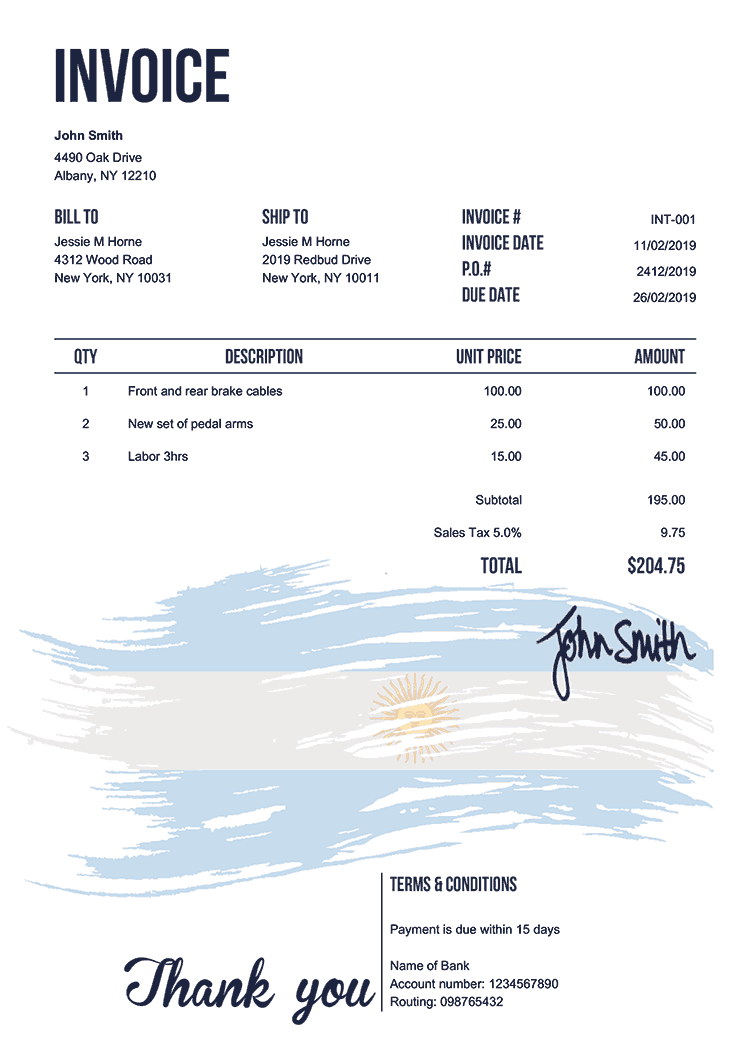 INVOICE
John Smith
4490 Oak Drive
Albany, NY 12210
BILL TO
Jessie M Horne
4312 Wood Road
New York, NY 10031
SHIP TO
Jessie M Horne
2019 Redbud Drive
New York, NY 10011
INVOICE # INT-001
INVOICE DATE 11/02/2019
P.O.# 2412/2019
DUE DATE 26/02/2019
QTY DESCRIPTION UNIT PRICE AMOUNT
1 Front and rear brake cables 100.00 100.00
2 New set of pedal arms 25.00 50.00
3 Labor 3hrs 15.00 45.00
Subtotal 195.00
Sales Tax 5.0% 9.75
TOTAL $204.75
John Smith
TERMS & CONDITIONS
Payment is due within 15 days
Name of Bank
Account number: 1234567890
Routing: 098765432
Thank you